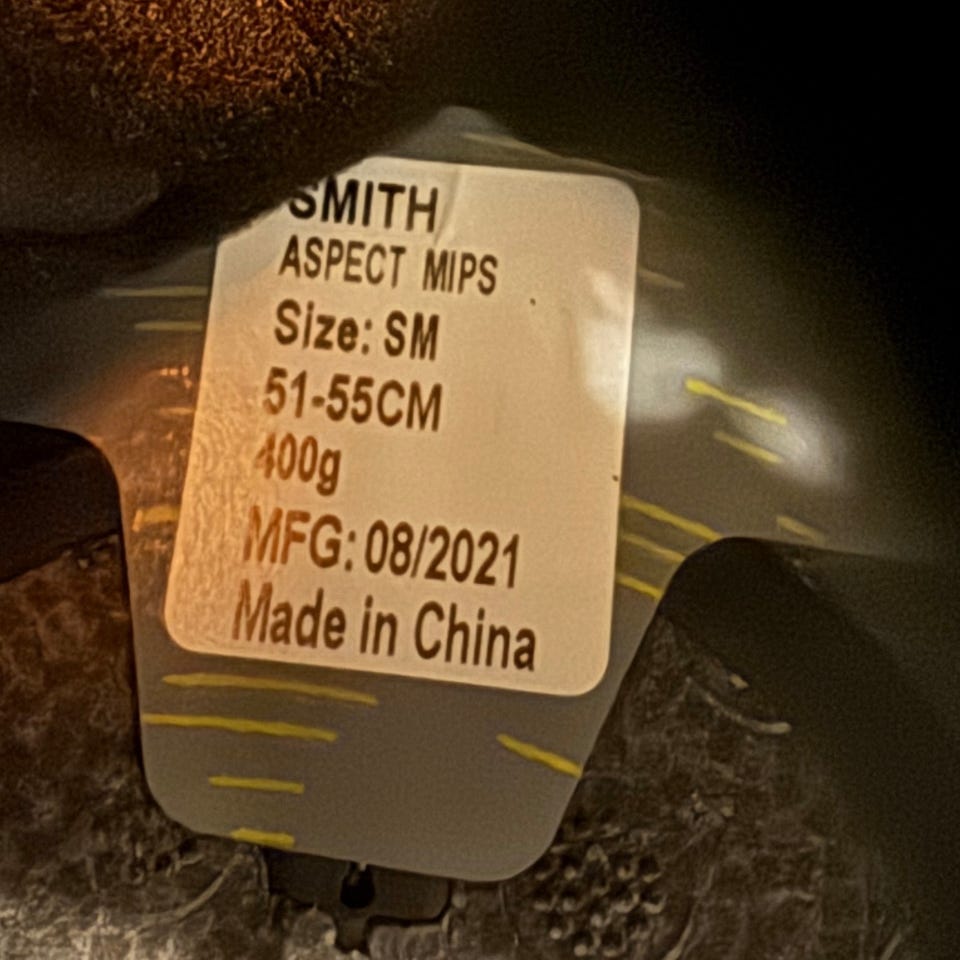 SMITH
ASPECT MIPS
Size: SM
51-55CM
400g
MFG: 08/2021
Made in China